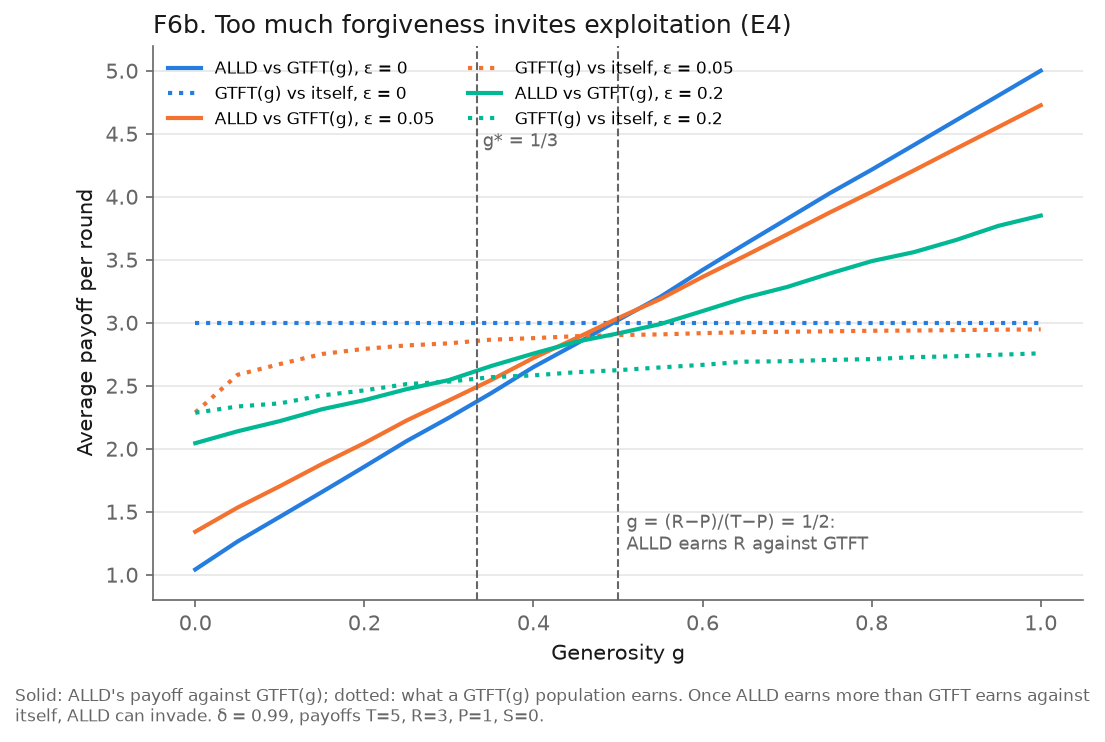 F6b. Too much forgiveness invites exploitation (E4)
ALLD vs GTFT(g), ε = 0
GTFT(g) vs itself, ε = 0
ALLD vs GTFT(g), ε = 0.05
GTFT(g) vs itself, ε = 0.05
ALLD vs GTFT(g), ε = 0.2
GTFT(g) vs itself, ε = 0.2
g* = 1/3
g = (R−P)/(T−P) = 1/2:
ALLD earns R against GTFT
Average payoff per round
5.0
4.5
4.0
3.5
3.0
2.5
2.0
1.5
1.0
0.0
0.2
0.4
0.6
0.8
1.0
Generosity g
Solid: ALLD's payoff against GTFT(g); dotted: what a GTFT(g) population earns. Once ALLD earns more than GTFT earns against
itself, ALLD can invade. δ = 0.99, payoffs T=5, R=3, P=1, S=0.